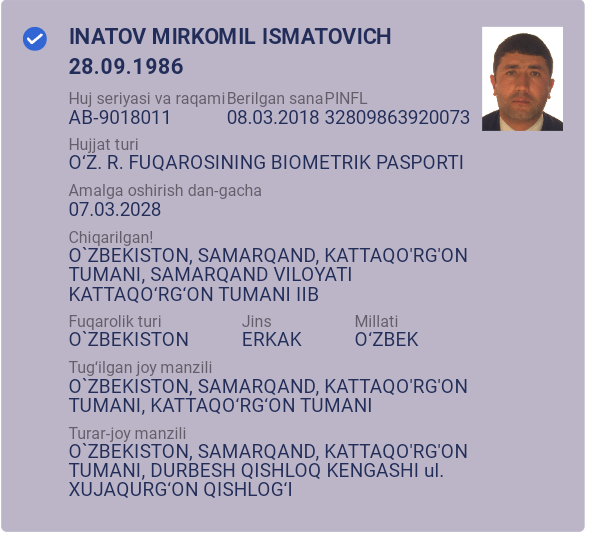 INATOV MIRKOMIL ISMATOVICH
28.09.1986
Huj seriyasi va raqami Berilgan sana PINFL
AB-9018011 08.03.2018 32809863920073
Hujjat turi
O‘Z. R. FUQAROSINING BIOMETRIK PASPORTI
Amalga oshirish dan-gacha
07.03.2028
Chiqarilgan!
O`ZBEKISTON, SAMARQAND, KATTAQO'RG'ON
TUMANI, SAMARQAND VILOYATI
KATTAQO‘RG‘ON TUMANI IIB
Fuqarolik turi Jins Millati
O`ZBEKISTON ERKAK O‘ZBEK
Tug‘ilgan joy manzili
O`ZBEKISTON, SAMARQAND, KATTAQO'RG'ON
TUMANI, KATTAQO‘RG‘ON TUMANI
Turar-joy manzili
O`ZBEKISTON, SAMARQAND, KATTAQO'RG'ON
TUMANI, DURBESH QISHLOQ KENGASHI ul.
XUJAQURG‘ON QISHLOG‘I